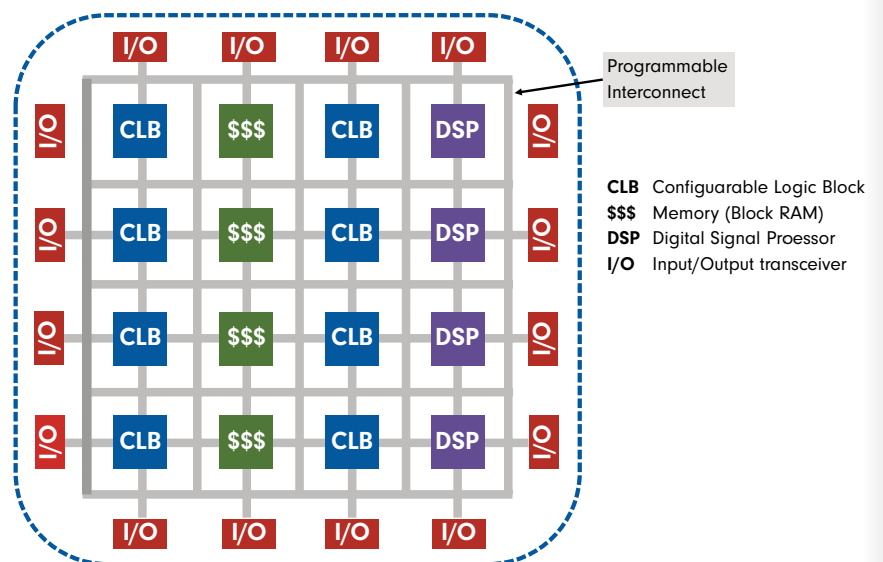 I/O I/O I/O I/O
Programmable
Interconnect
I/O CLB $$$ CLB DSP I/O
CLB Configuarable Logic Block
$$$ Memory (Block RAM)
I/O CLB $$$ CLB DSP I/O
DSP Digital Signal Proessor
I/O Input/Output transceiver
I/O CLB $$$ CLB DSP I/O
I/O CLB $$$ CLB DSP I/O
I/O I/O I/O I/O